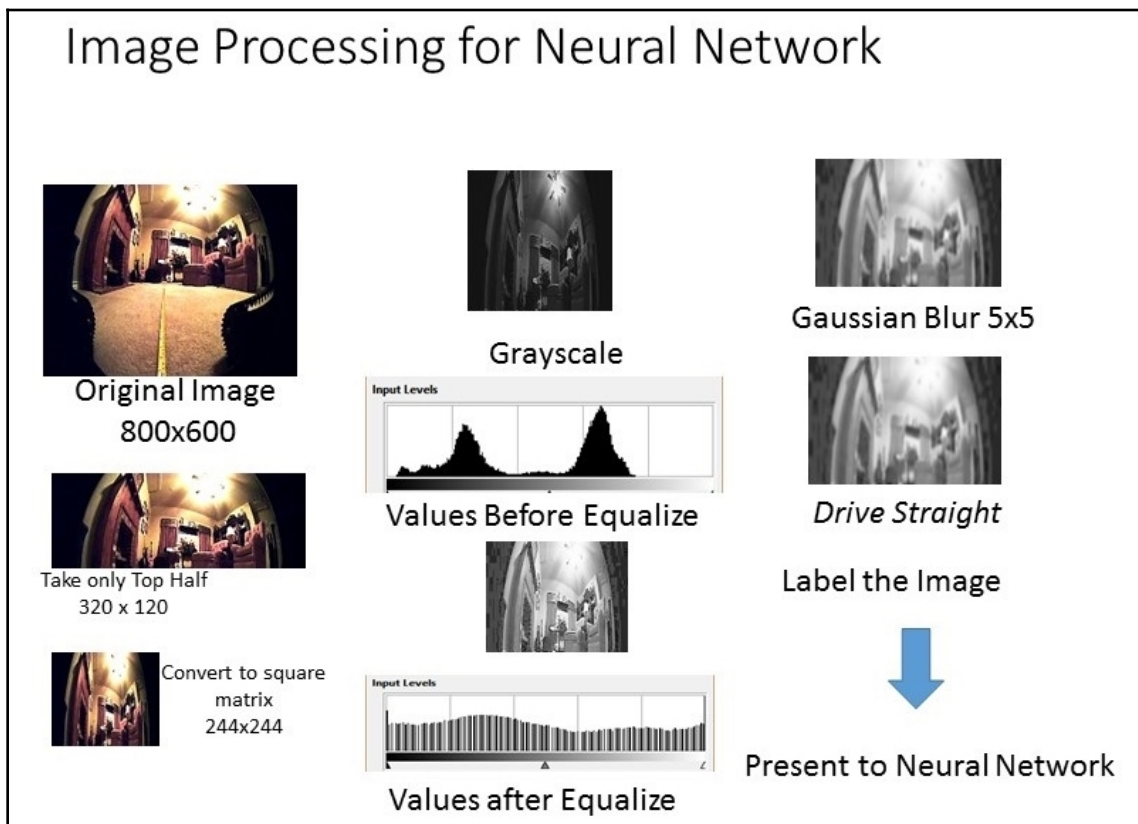 Image Processing for Neural Network
Original Image
800x600
Take only Top Half
320 x 120
Convert to square
matrix
244x244
Grayscale
Input Levels
Values Before Equalize
Input Levels
Values after Equalize
Gaussian Blur 5x5
Drive Straight
Label the Image
Present to Neural Network